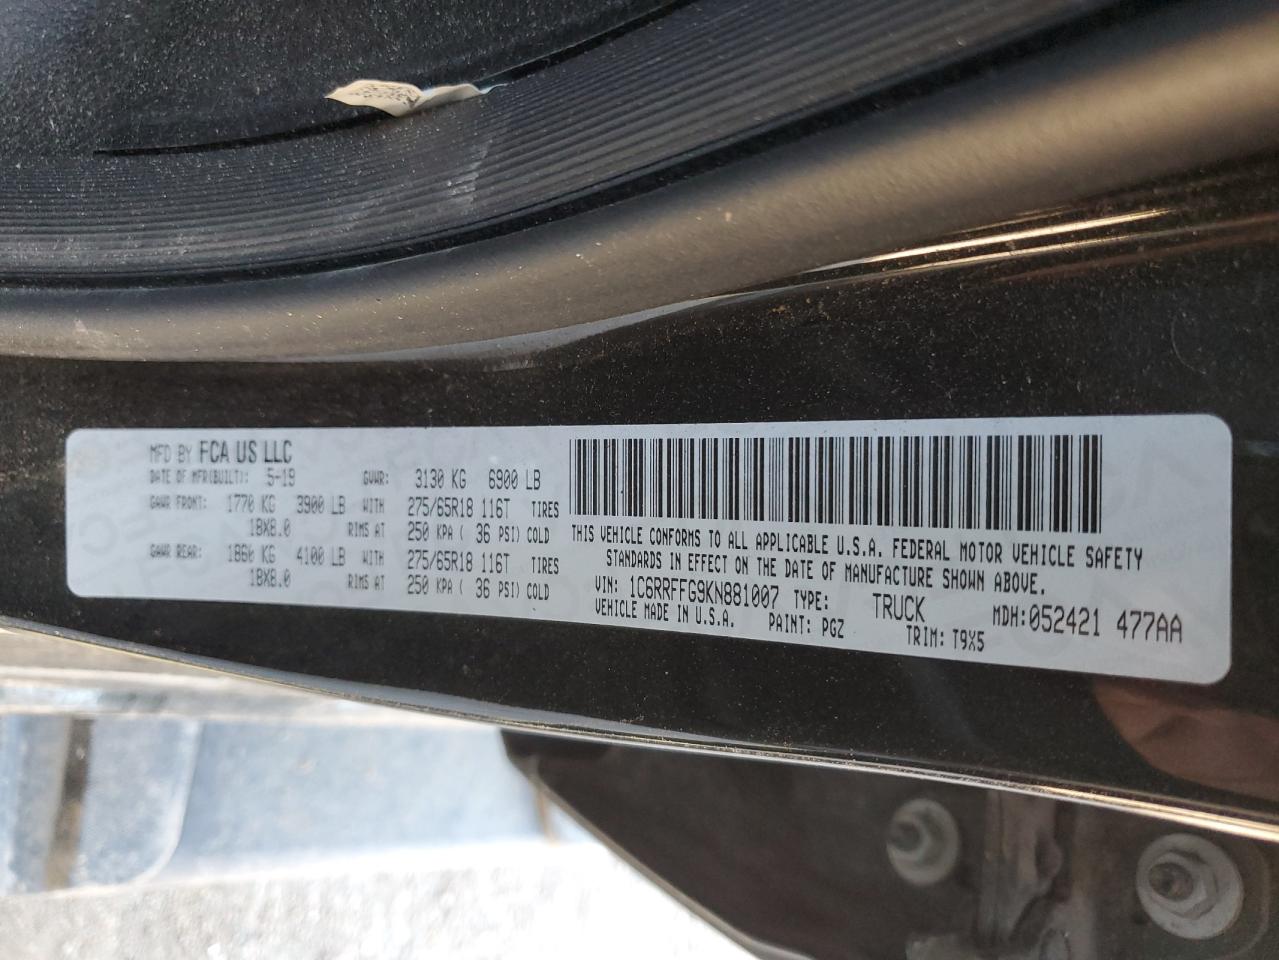 MFD BY FCA US LLC
DATE OF MFR(BUILT): 5-19 GVWR: 3130 KG 6900 LB
GAWR FRONT: 1770 KG 3900 LB WITH 275/65R18 116T TIRES
18X8.0 RIMS AT 250 KPA ( 36 PSI) COLD
GAWR REAR: 1860 KG 4100 LB WITH 275/65R18 116T TIRES
18X8.0 RIMS AT 250 KPA ( 36 PSI) COLD
THIS VEHICLE CONFORMS TO ALL APPLICABLE U.S.A. FEDERAL MOTOR VEHICLE SAFETY
STANDARDS IN EFFECT ON THE DATE OF MANUFACTURE SHOWN ABOVE.
VIN: 1C6RRFFG9KN881007 TYPE: TRUCK MDH:052421 477AA
VEHICLE MADE IN U.S.A. PAINT: PGZ TRIM: T9X5